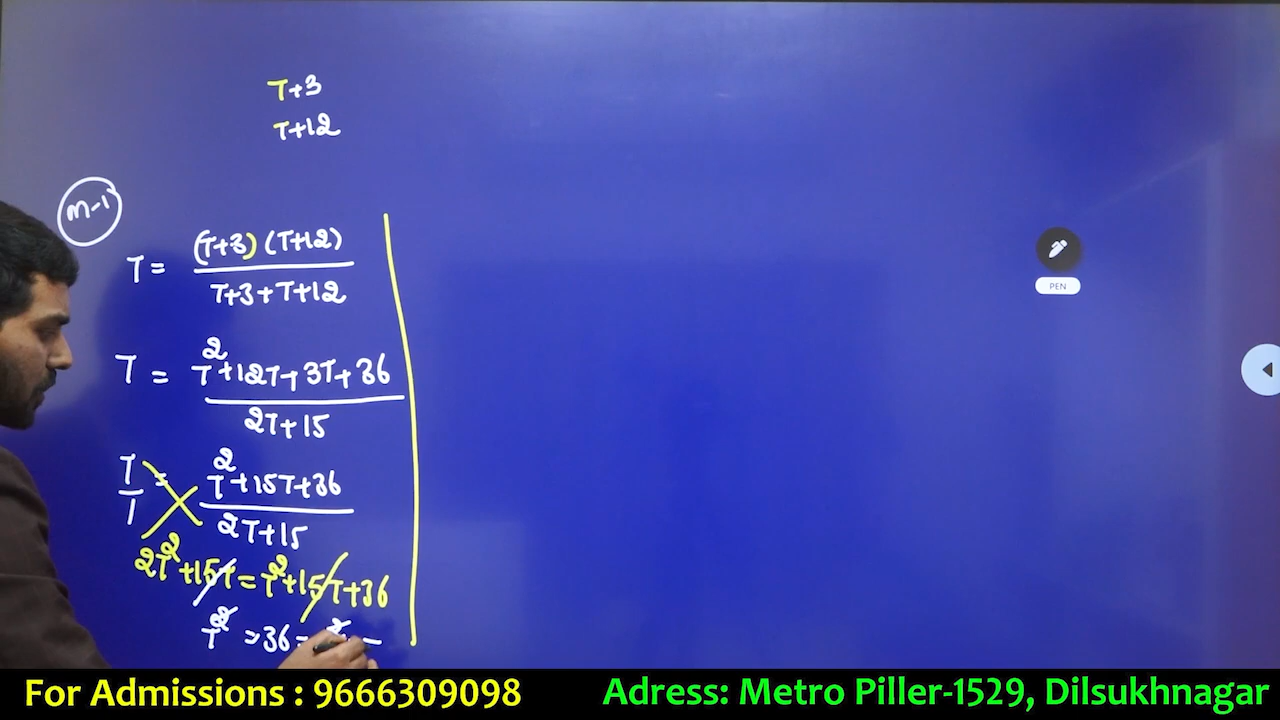 T+3
T+12
M-1
T = (T+3) (T+12)
T+3+T+12
T = T²+12T+3T+36
2T+15
T/1 = T²+15T+36
2T+15
2T²+15T = T²+15T+36
T² = 36 =
PEN
For Admissions : 9666309098
Adress: Metro Piller-1529, Dilsukhnagar